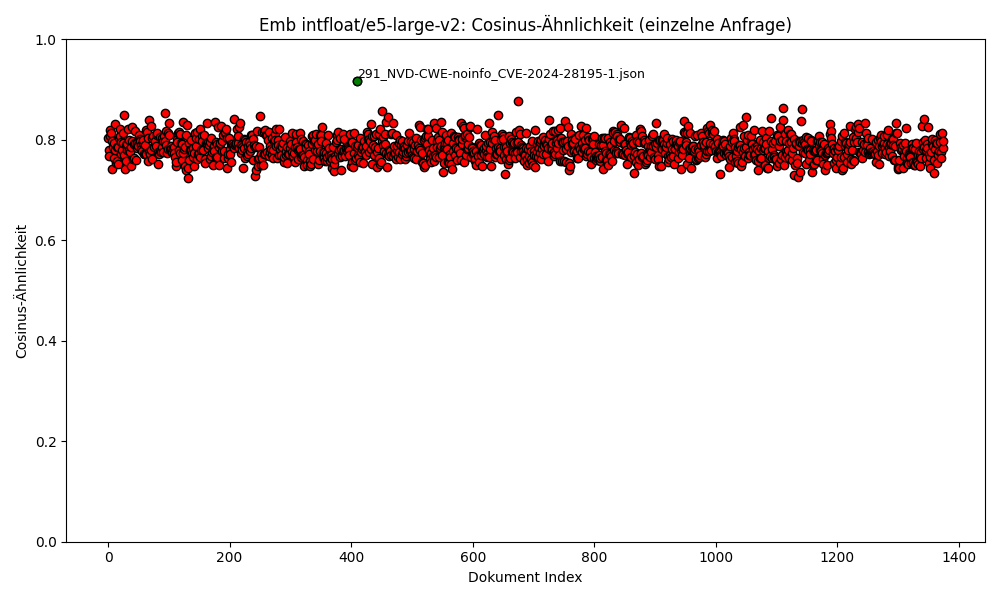 Emb intfloat/e5-large-v2: Cosinus-Ähnlichkeit (einzelne Anfrage)
1.0
291_NVD-CWE-noinfo_CVE-2024-28195-1.json
0.8
0.6
Cosinus-Ähnlichkeit
0.4
0.2
0.0
0 200 400 600 800 1000 1200 1400
Dokument Index